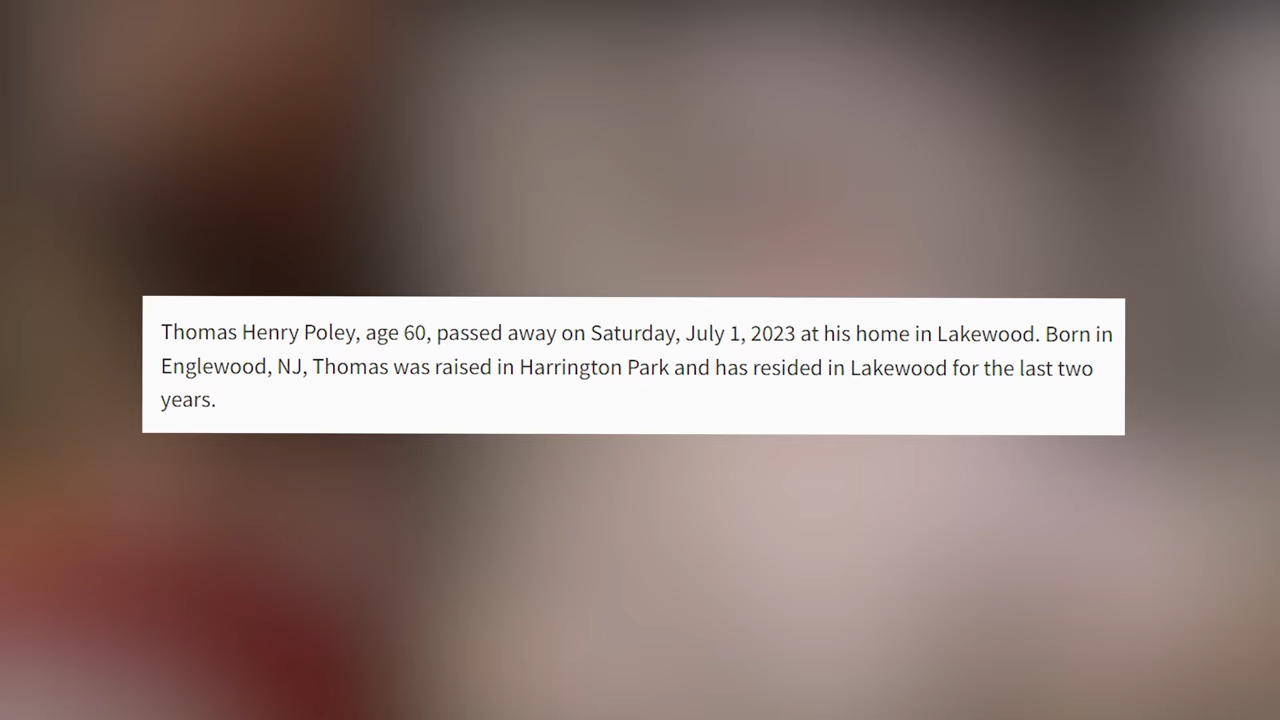 Thomas Henry Poley, age 60, passed away on Saturday, July 1, 2023 at his home in Lakewood. Born in
Englewood, NJ, Thomas was raised in Harrington Park and has resided in Lakewood for the last two
years.